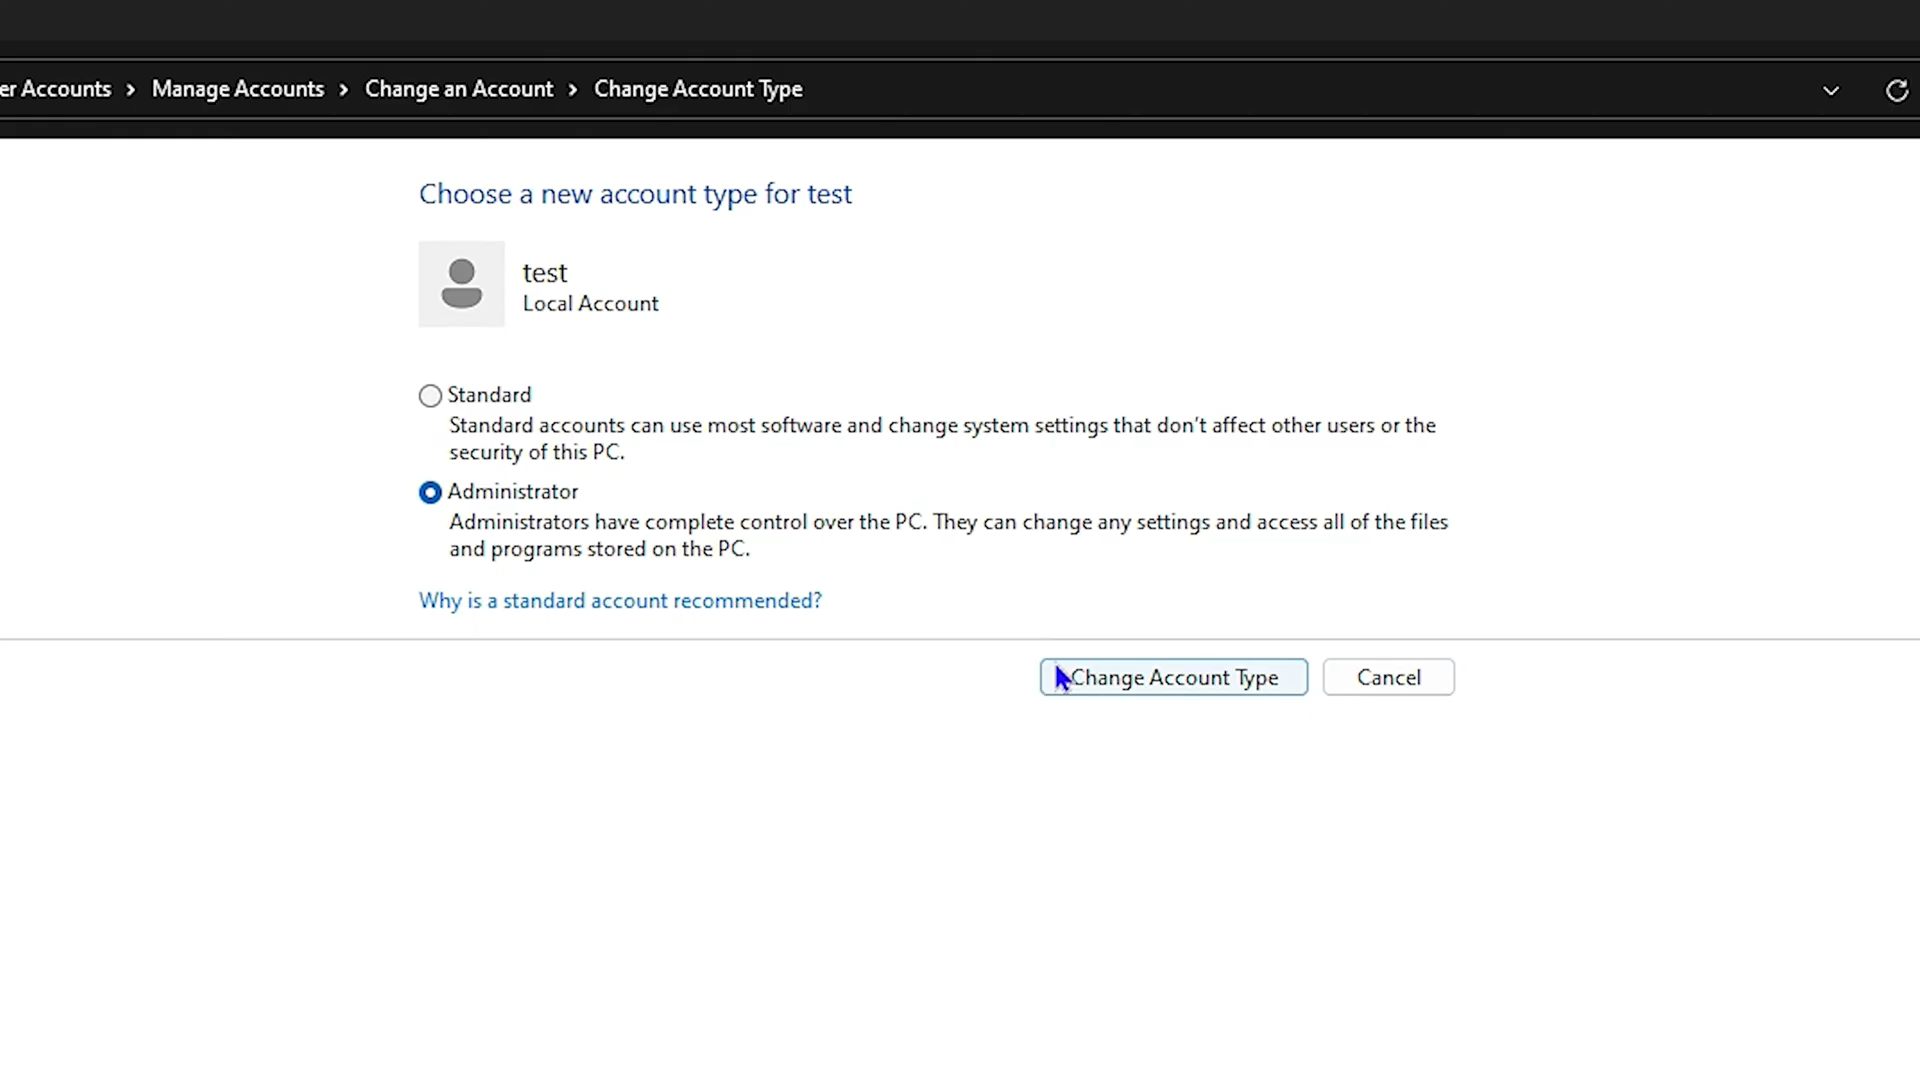 er Accounts > Manage Accounts > Change an Account > Change Account Type
Choose a new account type for test
test
Local Account
Standard
Standard accounts can use most software and change system settings that don't affect other users or the
security of this PC.
Administrator
Administrators have complete control over the PC. They can change any settings and access all of the files
and programs stored on the PC.
Why is a standard account recommended?
Change Account Type
Cancel